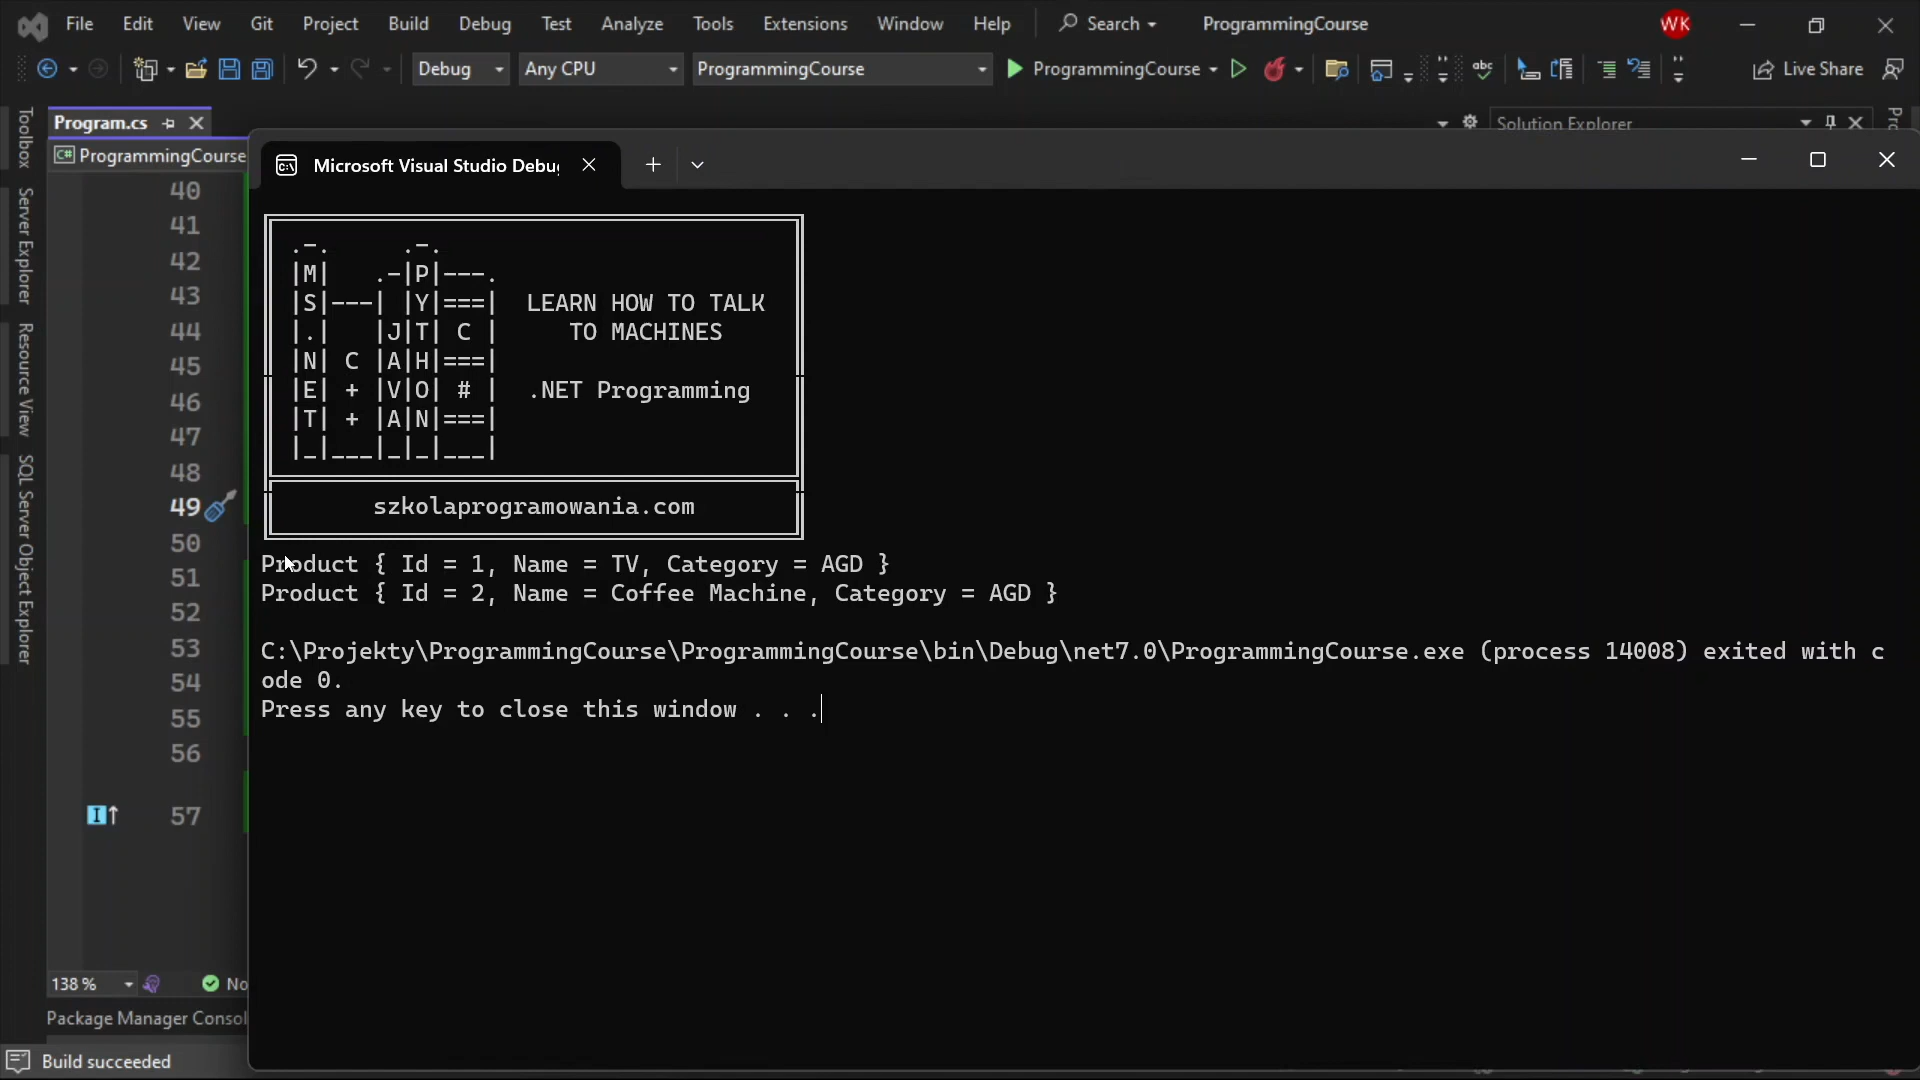 File Edit View Git Project Build Debug Test Analyze Tools Extensions Window Help Search ProgrammingCourse WK
Debug Any CPU ProgrammingCourse ProgrammingCourse Live Share
Toolbox
Server Explorer
Resource View
SQL Server Object Explorer
Program.cs
Solution Explorer
C# ProgrammingCourse
Microsoft Visual Studio Debu
40
41
42
43
44
45
46
47
48
49
50
51
52
53
54
55
56
57
.-.     .-.
|M|   .-|P|---.
|S|---| |Y|===|  LEARN HOW TO TALK
|.|   |J|T| C |     TO MACHINES
|N| C |A|H|===|
|E| + |V|O| # |  .NET Programming
|T| + |A|N|===|
|_|___|_|_|___|
szkolaprogramowania.com
Product { Id = 1, Name = TV, Category = AGD }
Product { Id = 2, Name = Coffee Machine, Category = AGD }
C:\Projekty\ProgrammingCourse\ProgrammingCourse\bin\Debug\net7.0\ProgrammingCourse.exe (process 14008) exited with c
ode 0.
Press any key to close this window . . .
138 % No
Package Manager Consol
Build succeeded